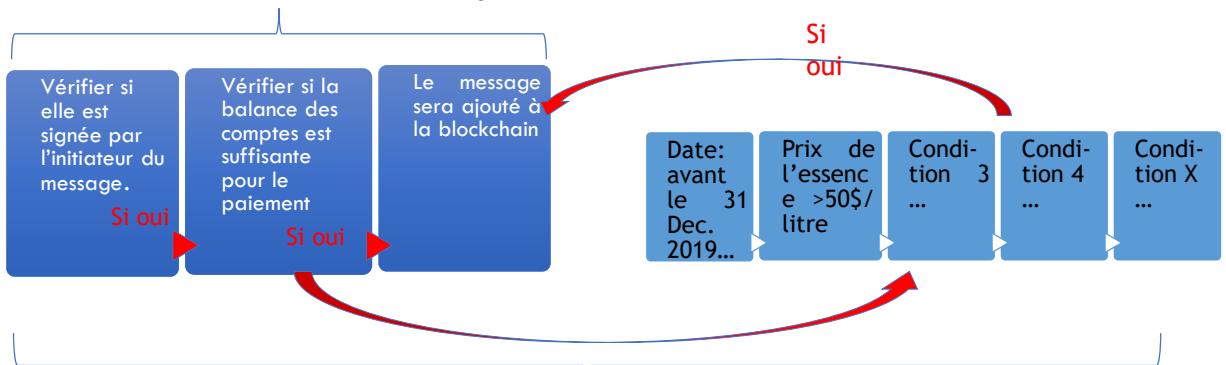 Vérifier si
elle est
signée par
l'initiateur du
message.
Si oui
Vérifier si la
balance des
comptes est
suffisante
pour le
paiement
Si oui
Le message
sera ajouté à
la blockchain
Si
oui
Date:
avant
le 31
Dec.
2019…
Prix de
l'essenc
e >50$/
litre
Condi-
tion 3
…
Condi-
tion 4
…
Condi-
tion X
…